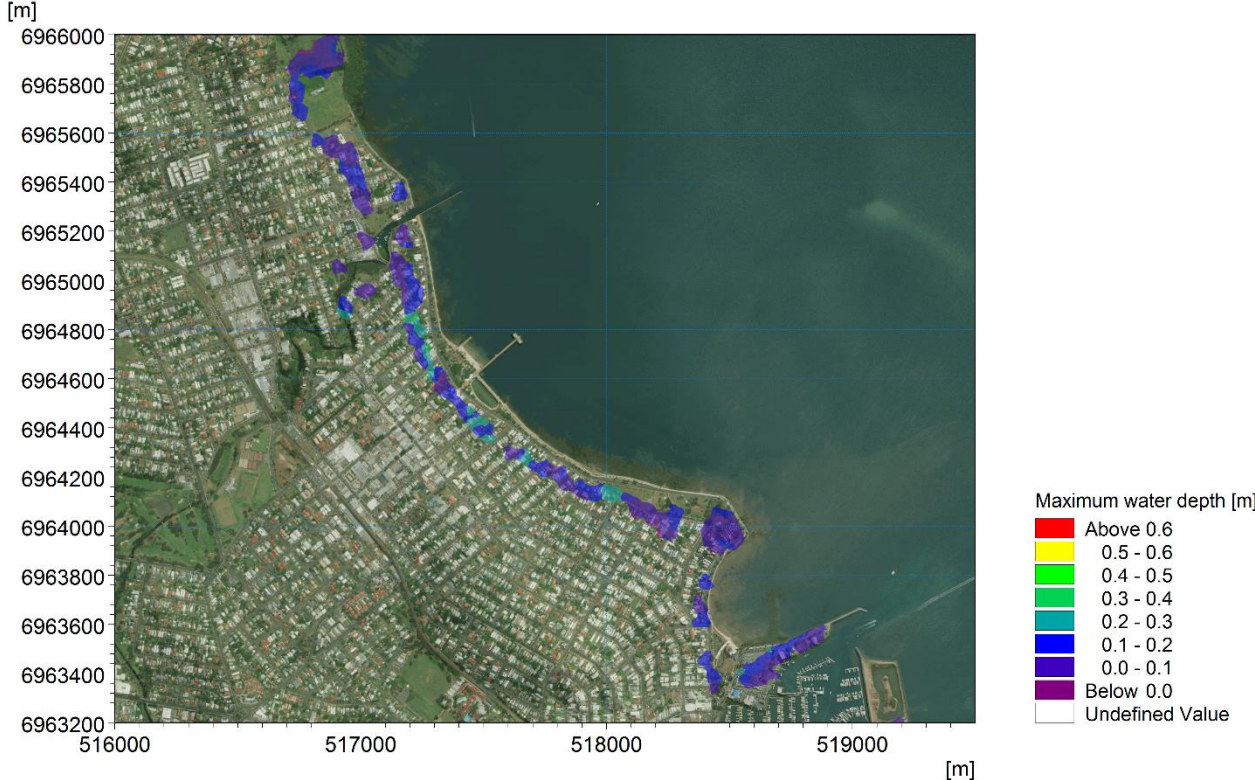 [m]
6966000
6965800
6965600
6965400
6965200
6965000
6964800
6964600
6964400
6964200
6964000
6963800
6963600
6963400
6963200
516000 517000 518000 519000
[m]
Maximum water depth [m]
Above 0.6
0.5 - 0.6
0.4 - 0.5
0.3 - 0.4
0.2 - 0.3
0.1 - 0.2
0.0 - 0.1
Below 0.0
Undefined Value